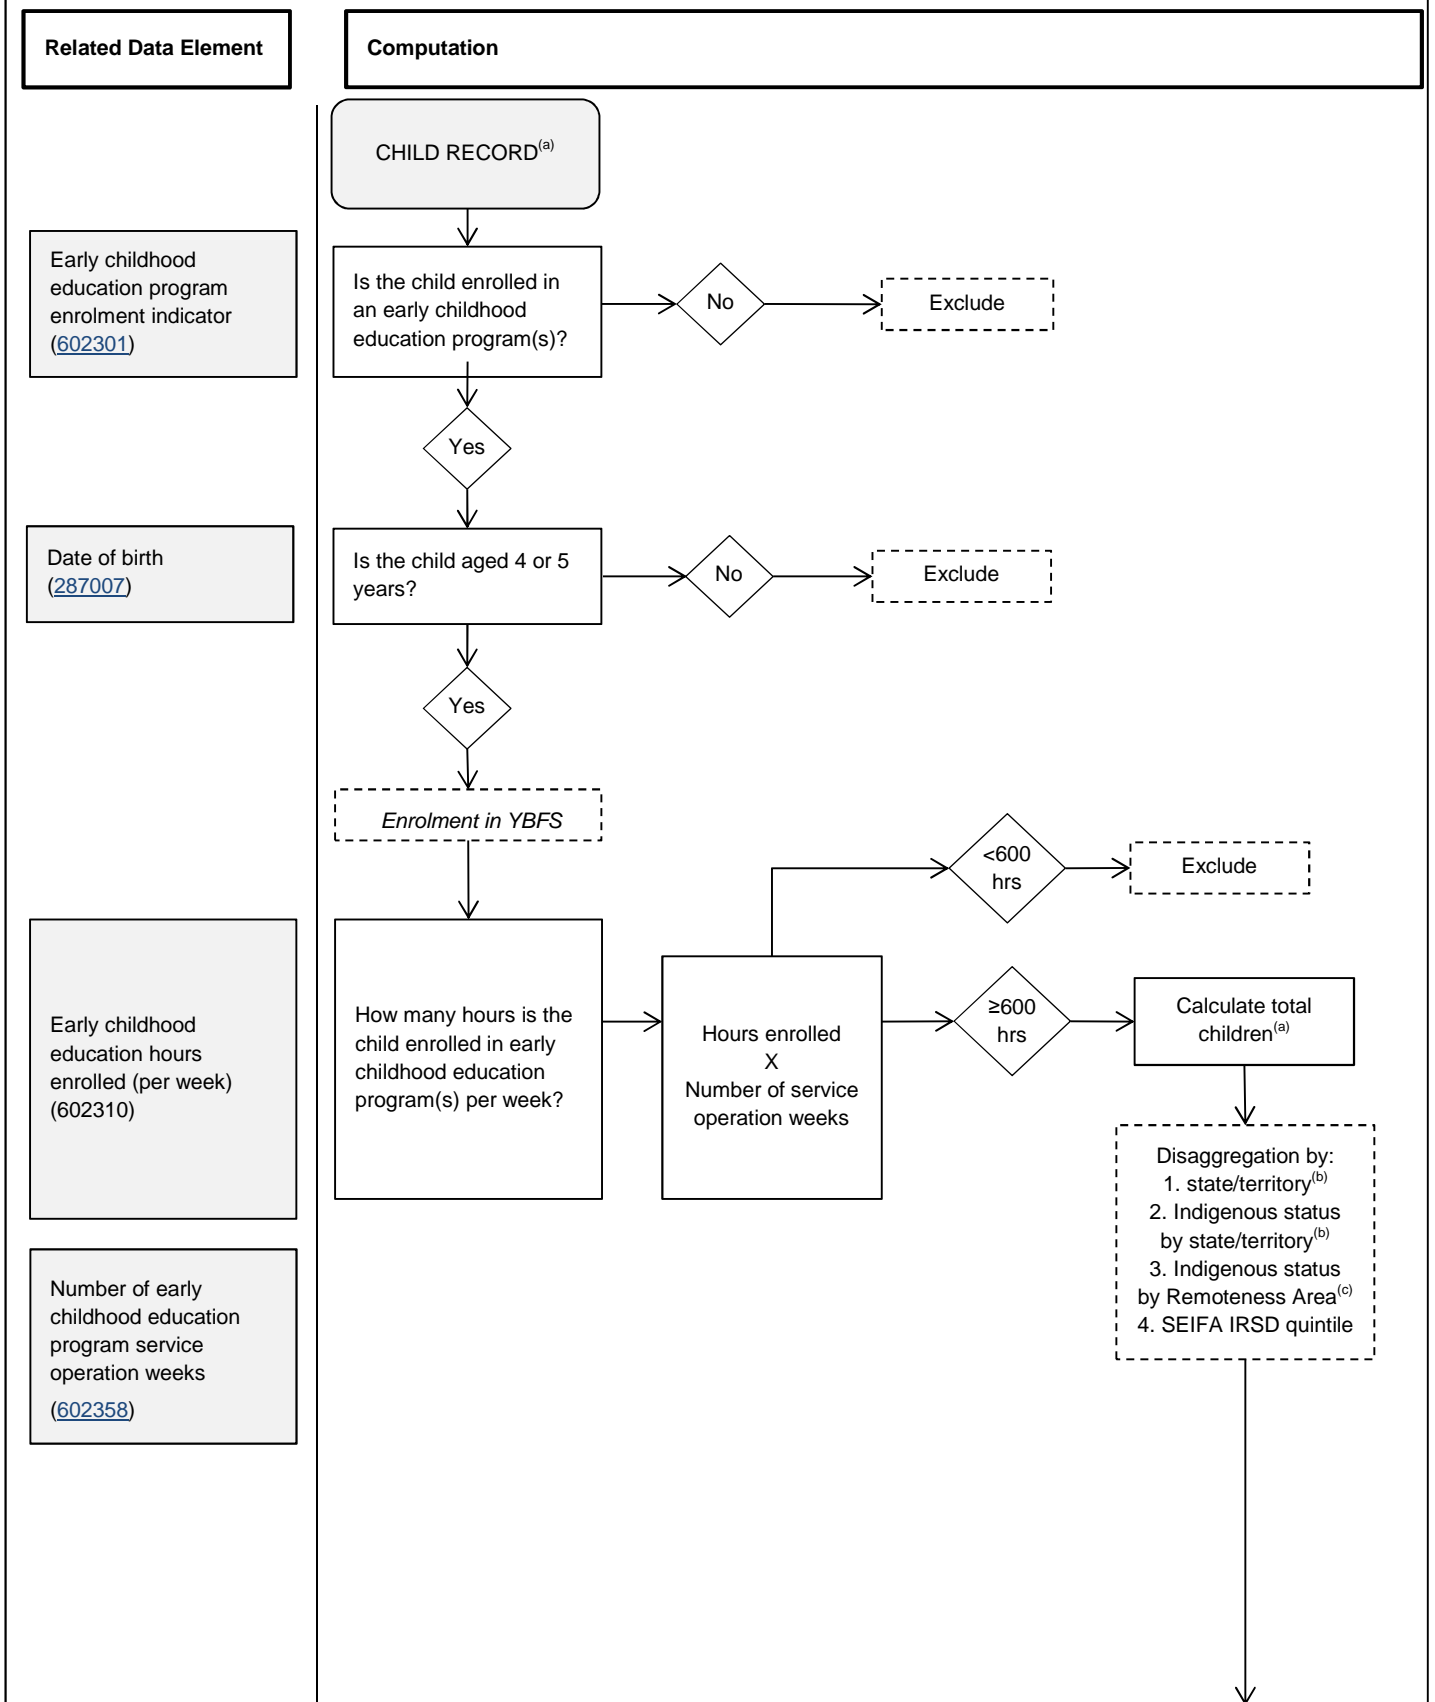 Related Data Element
Computation
CHILD RECORD(a)
Early childhood
education program
enrolment indicator
(602301)
Is the child enrolled in
an early childhood
education program(s)?
No
Exclude
Yes
Date of birth
(287007)
Is the child aged 4 or 5
years?
No
Exclude
Yes
Enrolment in YBFS
<600
hrs
Exclude
Early childhood
education hours
enrolled (per week)
(602310)
How many hours is the
child enrolled in early
childhood education
program(s) per week?
Hours enrolled
X
Number of service
operation weeks
≥600
hrs
Calculate total
children(a)
Disaggregation by:
1. state/territory(b)
2. Indigenous status
by state/territory(b)
3. Indigenous status
by Remoteness Area(c)
4. SEIFA IRSD quintile
Number of early
childhood education
program service
operation weeks
(602358)